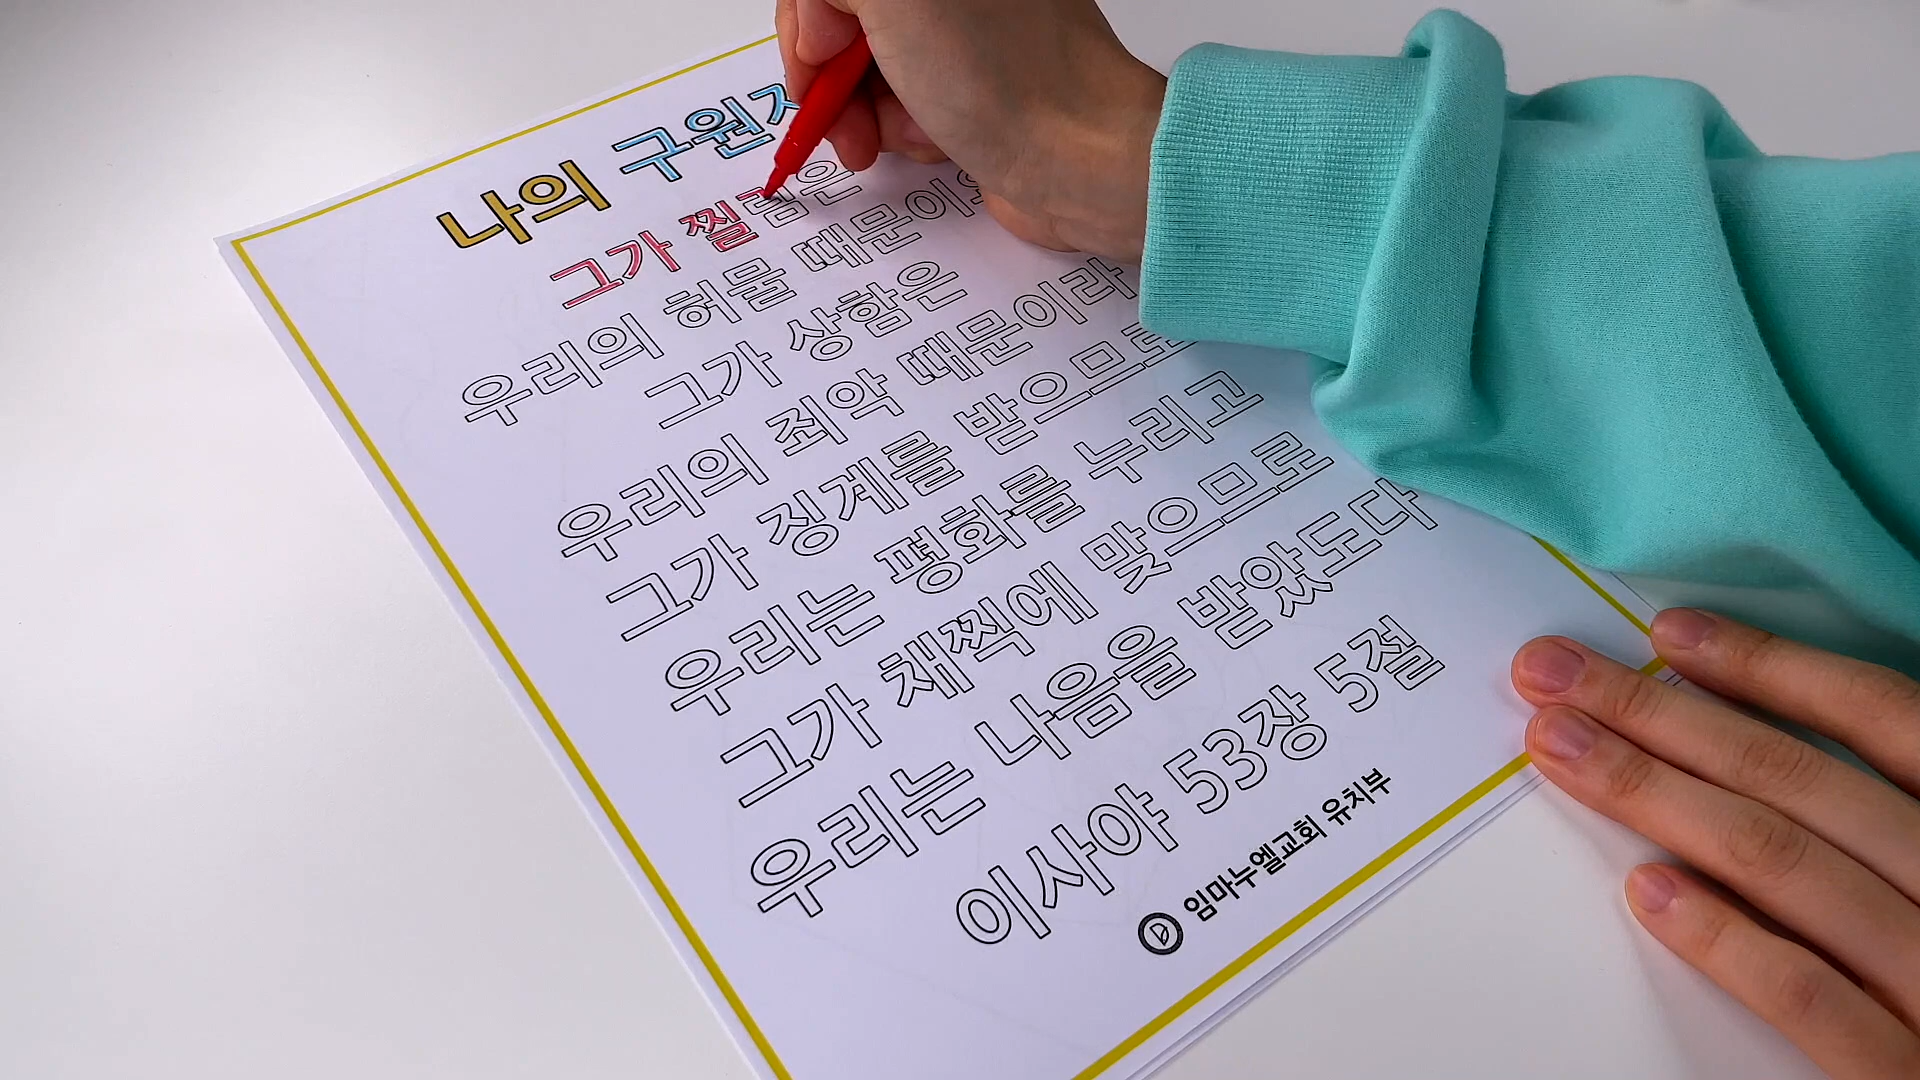 나의 구원자
그가 찔림은
우리의 허물 때문이요
그가 상함은
우리의 죄악 때문이라
그가 징계를 받으므로
우리는 평화를 누리고
그가 채찍에 맞으므로
우리는 나음을 받았도다
이사야 53장 5절
임마누엘교회 유치부